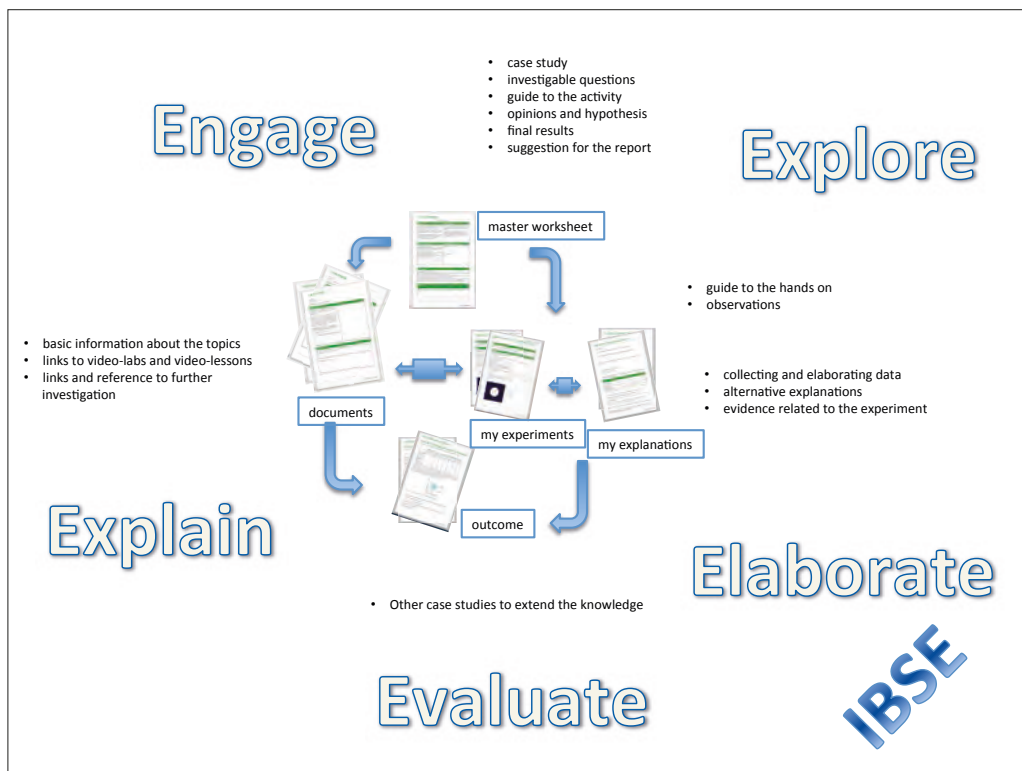 • case study
• investigable questions
• guide to the activity
• opinions and hypothesis
• final results
• suggestion for the report
Engage
Explore
master worksheet
• guide to the hands on
• observations
• basic information about the topics
• links to video-labs and video-lessons
• links and reference to further
investigation
• collecting and elaborating data
• alternative explanations
• evidence related to the experiment
documents
my experiments
my explanations
outcome
Explain
Elaborate
• Other case studies to extend the knowledge
Evaluate
IBSE